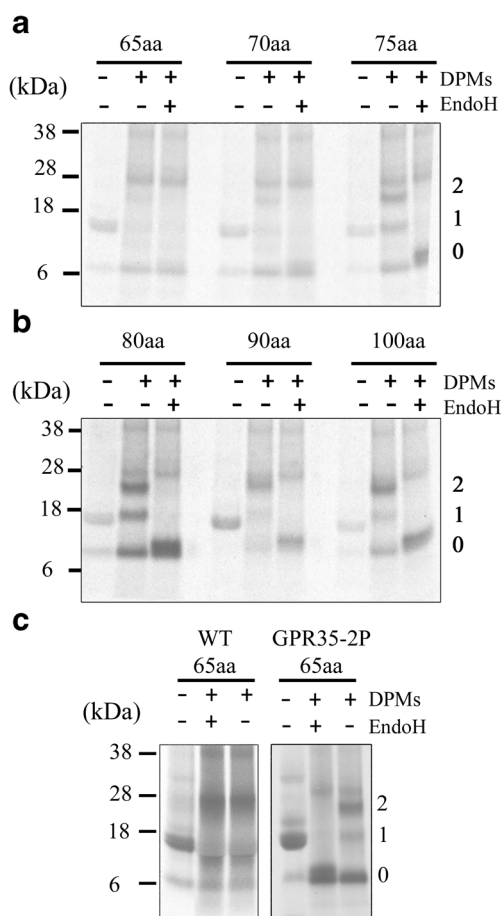 a
65aa 70aa 75aa
(kDa) – + + – + + – + + DPMs
– – + – – + – – + EndoH
38
28
18
6
2
1
0
b
80aa 90aa 100aa
(kDa) – + + – + + – + + DPMs
– – + – – + – – + EndoH
38
28
18
6
2
1
0
c
WT GPR35-2P
65aa 65aa
(kDa) – + + – + + DPMs
– + – – + – EndoH
38
28
18
6
2
1
0